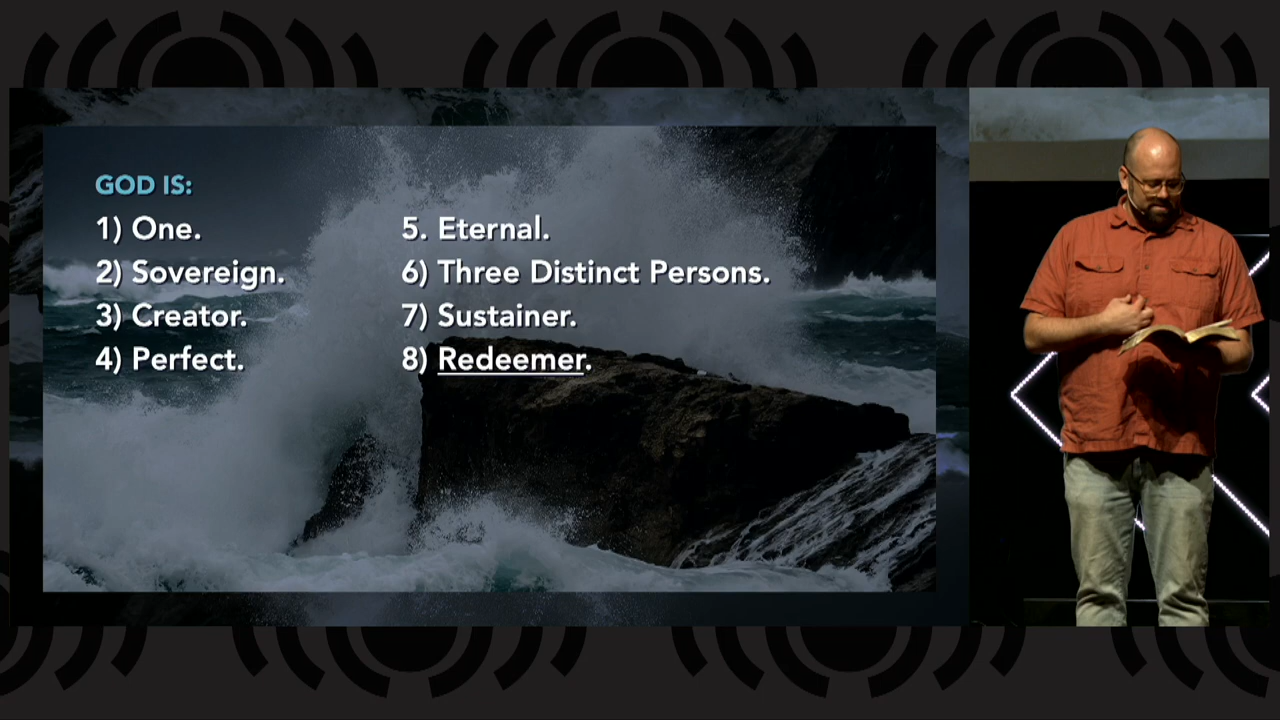 GOD IS:
1) One.
2) Sovereign.
3) Creator.
4) Perfect.
5. Eternal.
6) Three Distinct Persons.
7) Sustainer.
8) Redeemer.